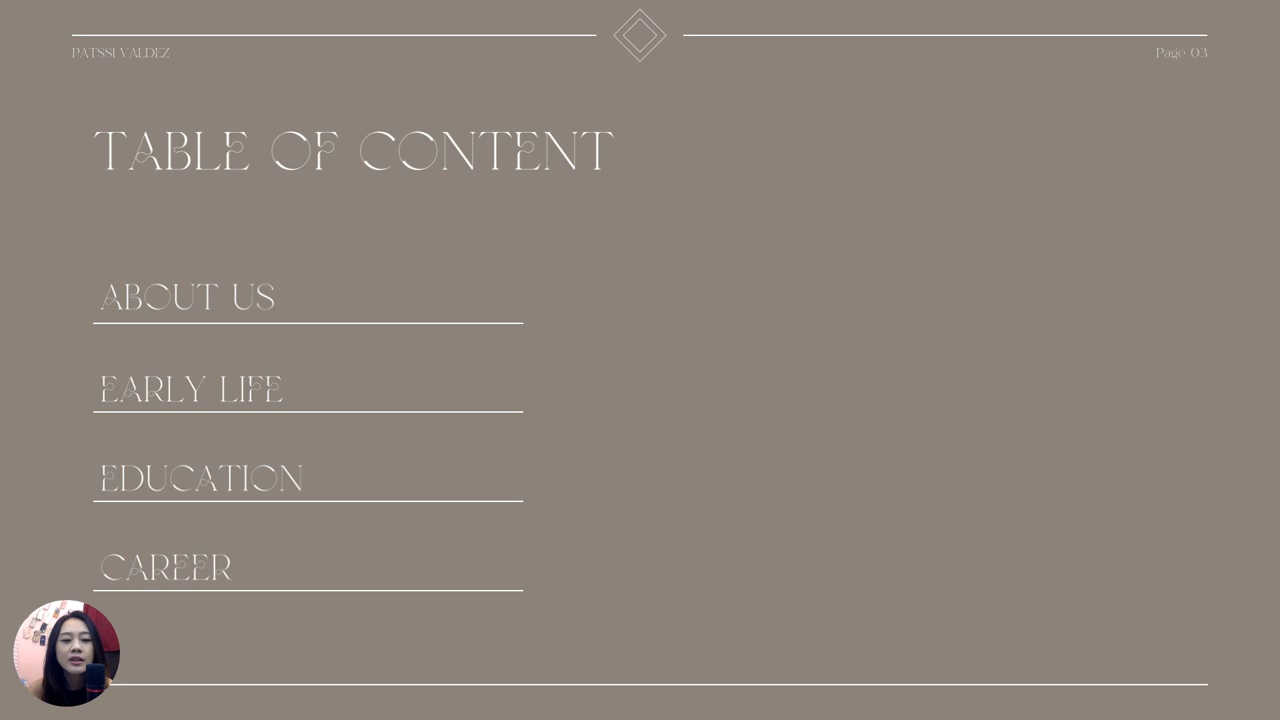 PATSSI VALDEZ
Page 03
TABLE OF CONTENT
ABOUT US
EARLY LIFE
EDUCATION
CAREER